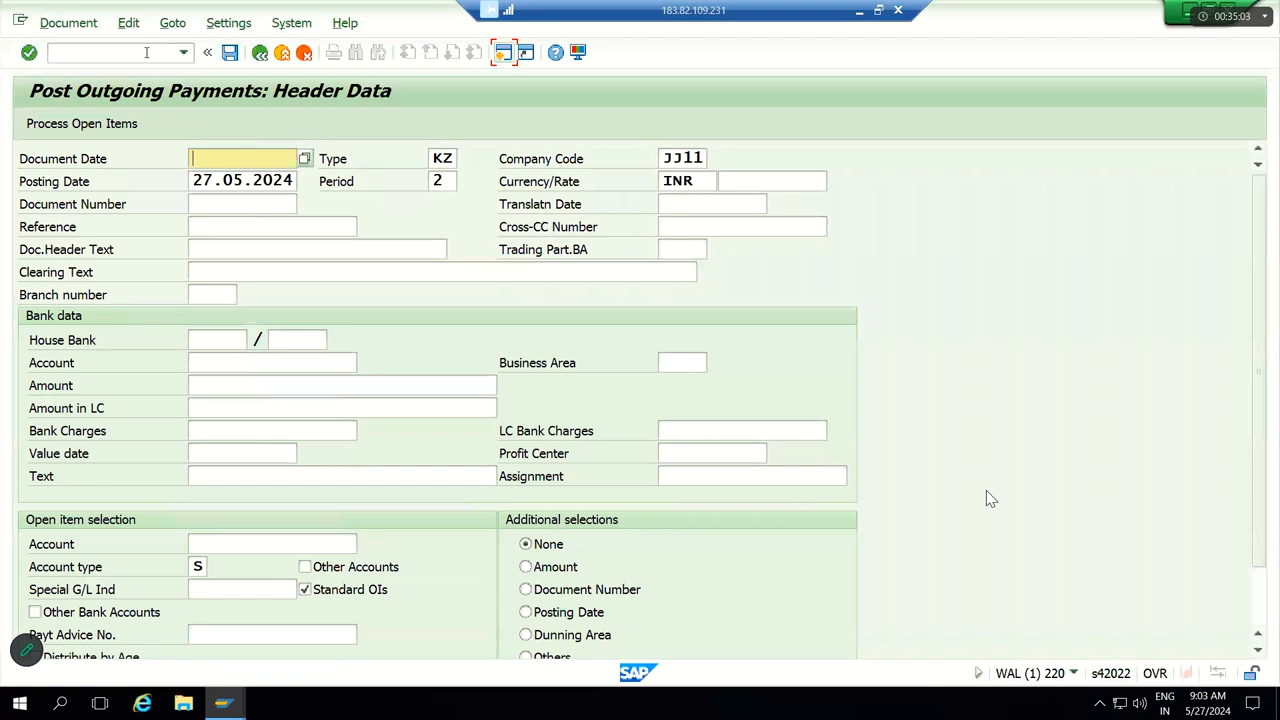 Document Edit Goto Settings System Help
183.82.109.231
00:35:03
Post Outgoing Payments: Header Data
Process Open Items
Document Date Type KZ Company Code JJ11
Posting Date 27.05.2024 Period 2 Currency/Rate INR
Document Number Translatn Date
Reference Cross-CC Number
Doc.Header Text Trading Part.BA
Clearing Text
Branch number
Bank data
House Bank /
Account Business Area
Amount
Amount in LC
Bank Charges LC Bank Charges
Value date Profit Center
Text Assignment
Open item selection Additional selections
Account None
Account type S Other Accounts Amount
Special G/L Ind Standard OIs Document Number
Other Bank Accounts Posting Date
Payt Advice No. Dunning Area
Distribute by Age Others
SAP WAL (1) 220 s42022 OVR
ENG 9:03 AM
IN 5/27/2024